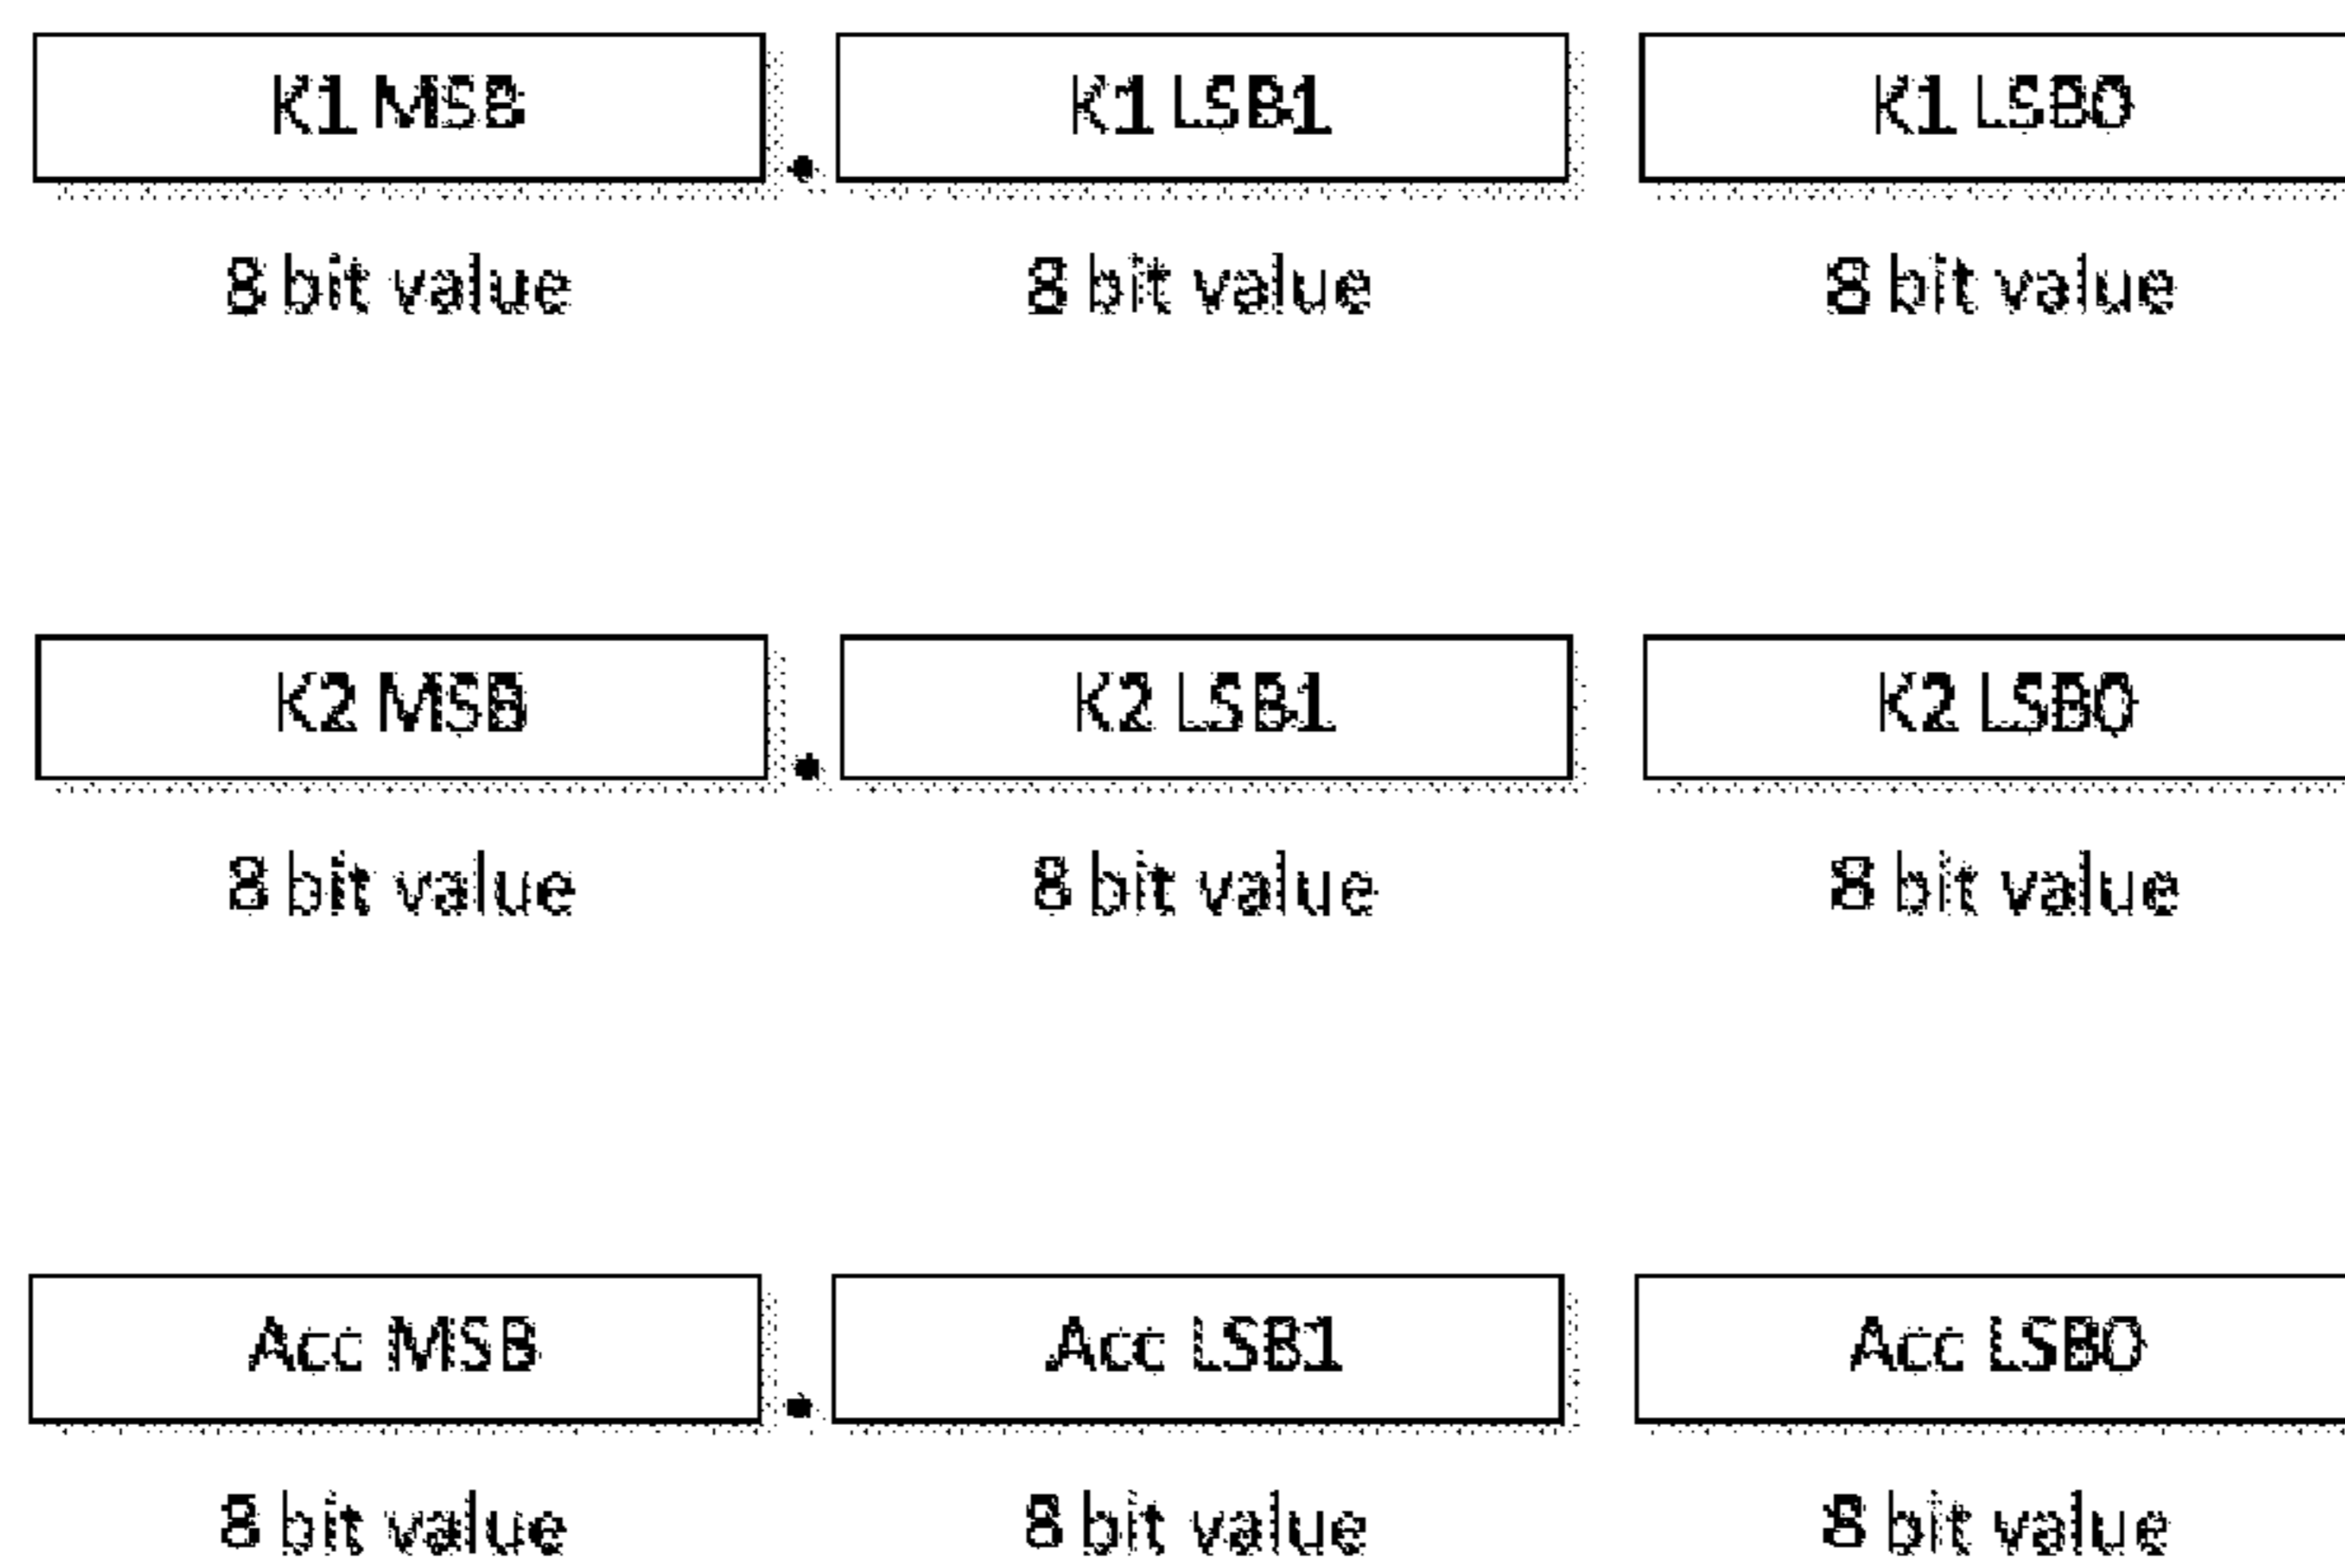 K1 MSB K1 LSB1 K1 LSB0
8 bit value 8 bit value 8 bit value
K2 MSB K2 LSB1 K2 LSB0
8 bit value 8 bit value 8 bit value
Acc MSB Acc LSB1 Acc LSB0
8 bit value 8 bit value 8 bit value